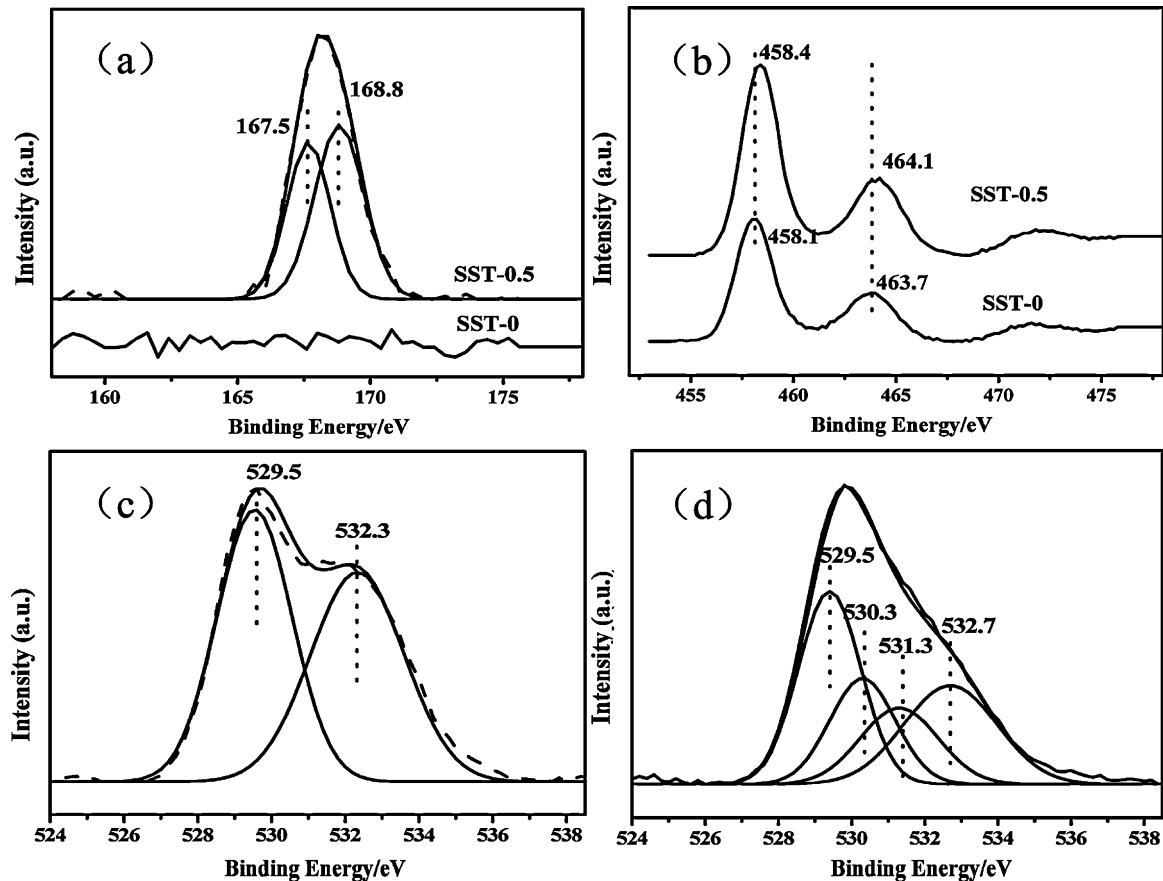 (a)
167.5
168.8
SST-0.5
SST-0
Intensity (a.u.)
160 165 170 175
Binding Energy/eV
(b)
458.4
464.1
SST-0.5
458.1
463.7
SST-0
Intensity (a.u.)
455 460 465 470 475
Binding Energy/eV
(c)
529.5
532.3
Intensity (a.u.)
524 526 528 530 532 534 536 538
Binding Energy/eV
(d)
529.5
530.3
531.3
532.7
Intensity (a.u.)
524 526 528 530 532 534 536 538
Binding Energy/eV